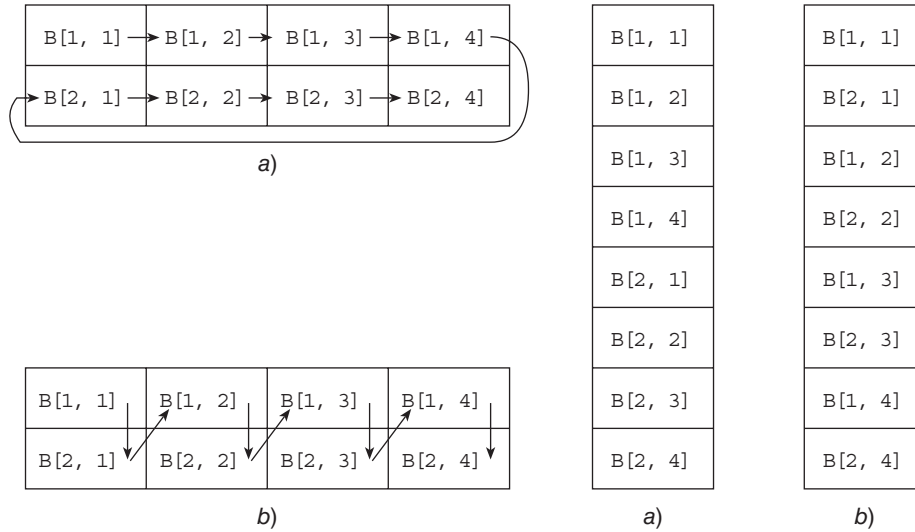 B[1, 1] B[1, 2] B[1, 3] B[1, 4]
B[2, 1] B[2, 2] B[2, 3] B[2, 4]
a)
B[1, 1] B[1, 2] B[1, 3] B[1, 4]
B[2, 1] B[2, 2] B[2, 3] B[2, 4]
b)
B[1, 1]
B[1, 2]
B[1, 3]
B[1, 4]
B[2, 1]
B[2, 2]
B[2, 3]
B[2, 4]
a)
B[1, 1]
B[2, 1]
B[1, 2]
B[2, 2]
B[1, 3]
B[2, 3]
B[1, 4]
B[2, 4]
b)